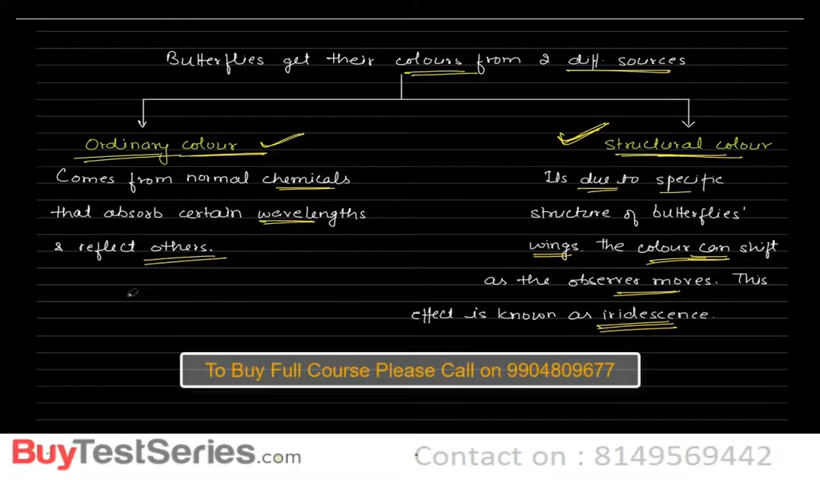 Butterflies get their colours from 2 diff. sources
Ordinary colour
Comes from normal chemicals
that absorb certain wavelengths
& reflect others.
Structural colour
Its due to specific
structure of butterflies'
wings. The colour can shift
as the observer moves. This
effect is known as iridescence.
To Buy Full Course Please Call on 9904809677
BuyTestSeries.com
Contact on : 8149569442